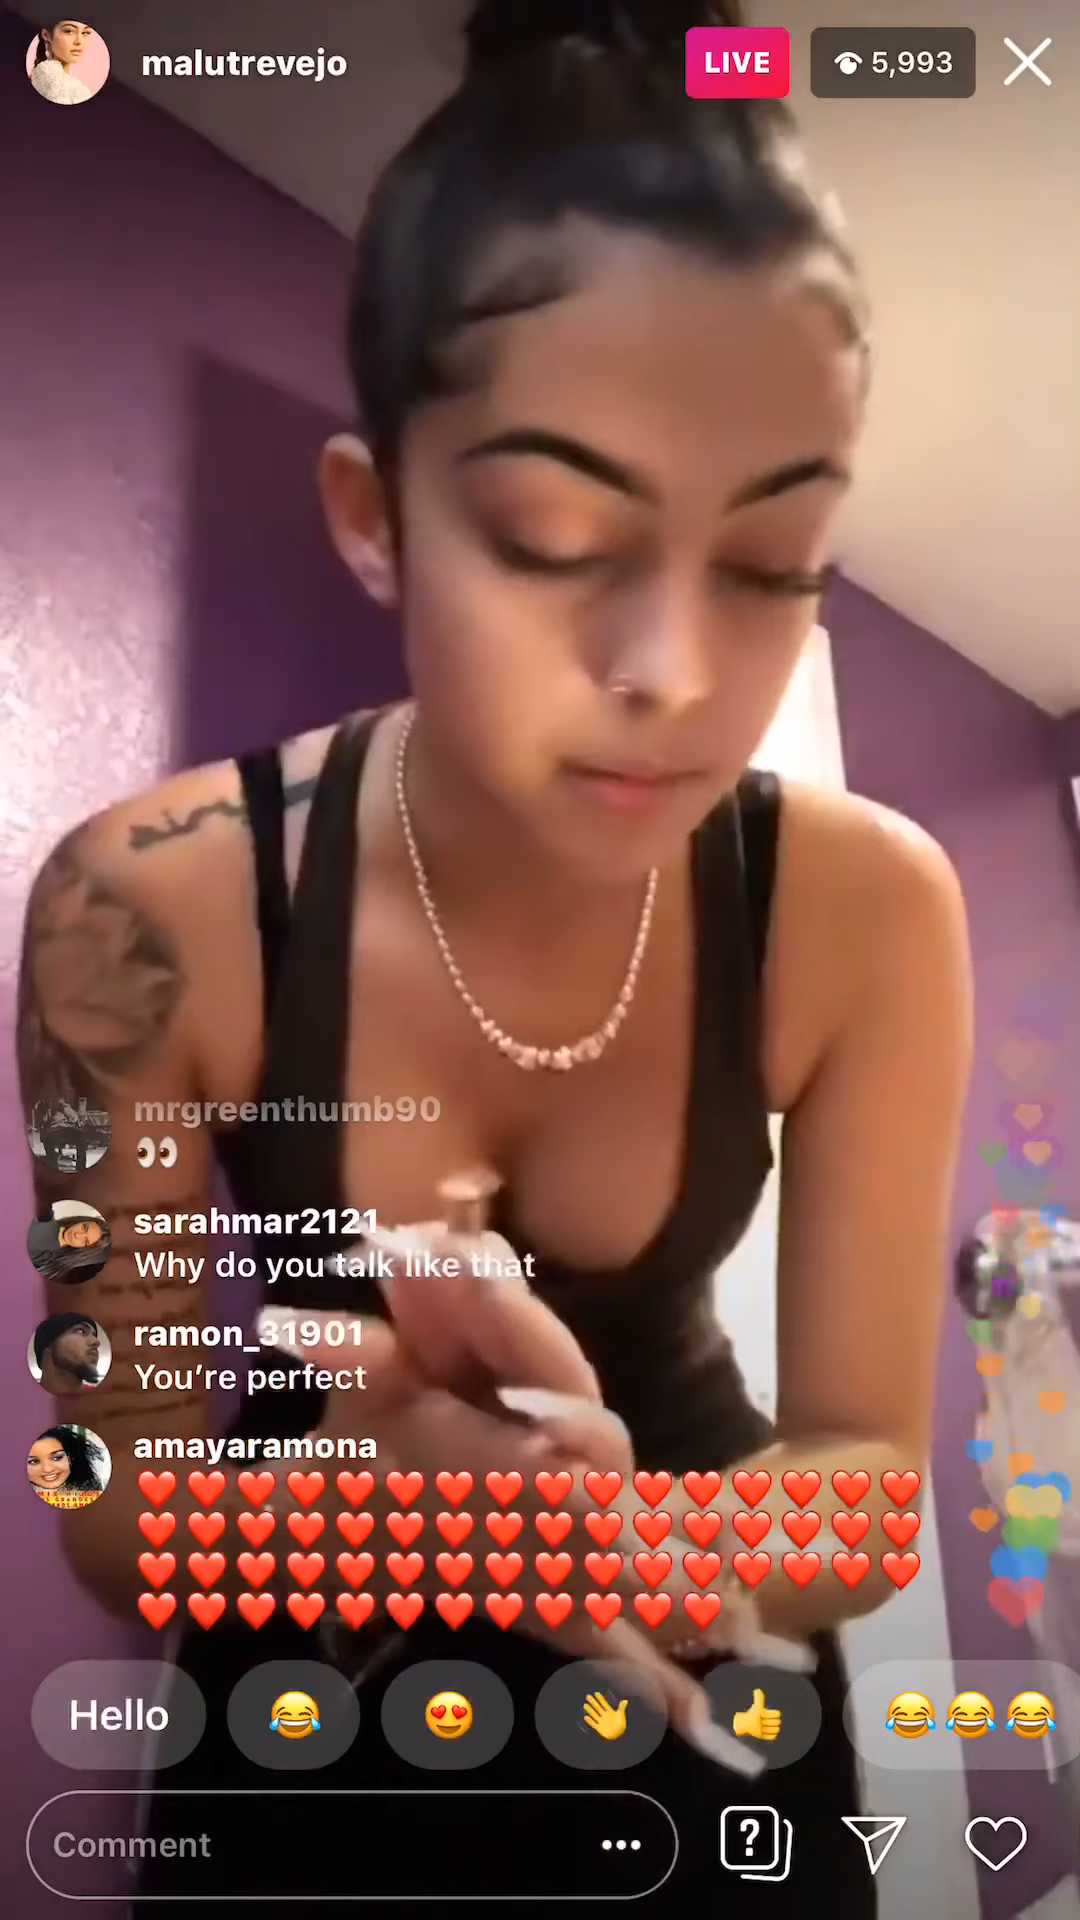 malutrevejo
LIVE
5,993
mrgreenthumb90
👀
sarahmar2121
Why do you talk like that
ramon_31901
You’re perfect
amayaramona
❤️❤️❤️❤️❤️❤️❤️❤️❤️❤️❤️❤️❤️❤️❤️❤️
❤️❤️❤️❤️❤️❤️❤️❤️❤️❤️❤️❤️❤️❤️❤️❤️
❤️❤️❤️❤️❤️❤️❤️❤️❤️❤️❤️❤️❤️❤️❤️❤️
❤️❤️❤️❤️❤️❤️❤️❤️❤️❤️❤️❤️
Hello 😂 😍 👋 👍 😂😂😂
Comment